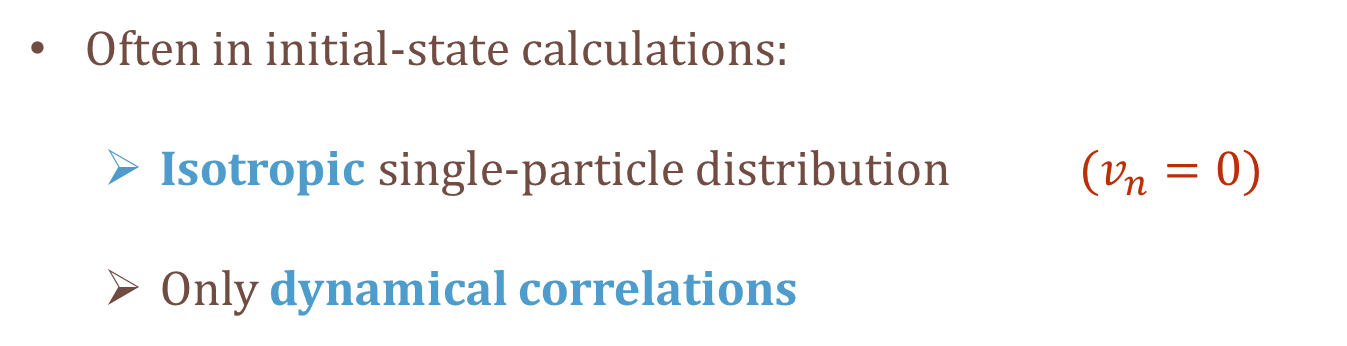 • Often in initial-state calculations:
➢ Isotropic single-particle distribution (vₙ = 0)
➢ Only dynamical correlations